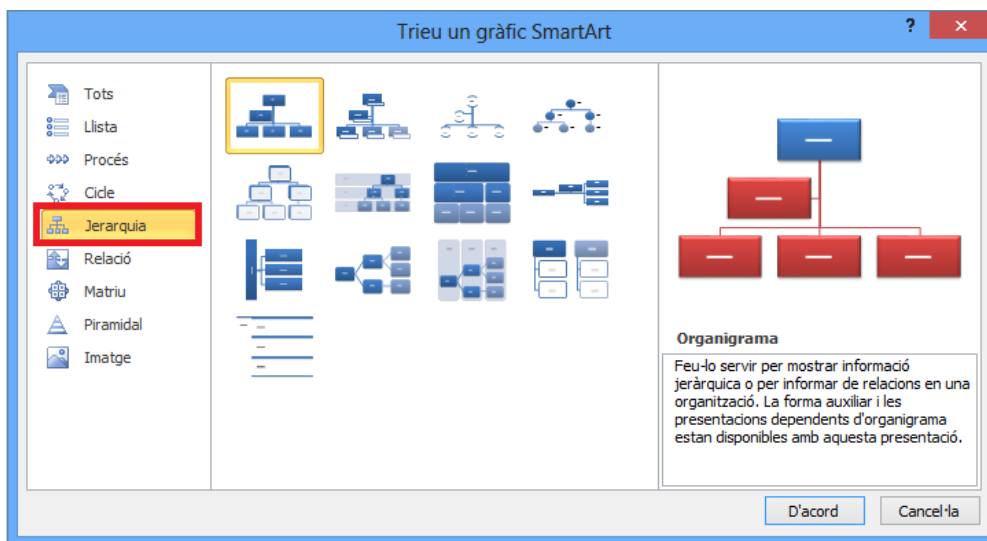 Trieu un gràfic SmartArt
?
Tots
Llista
Procés
Cicle
Jerarquia
Relació
Matriu
Piramidal
Imatge
Organigrama
Feu-lo servir per mostrar informació
jeràrquica o per informar de relacions en una
organització. La forma auxiliar i les
presentacions dependents d'organigrama
estan disponibles amb aquesta presentació.
D'acord
Cancel·la